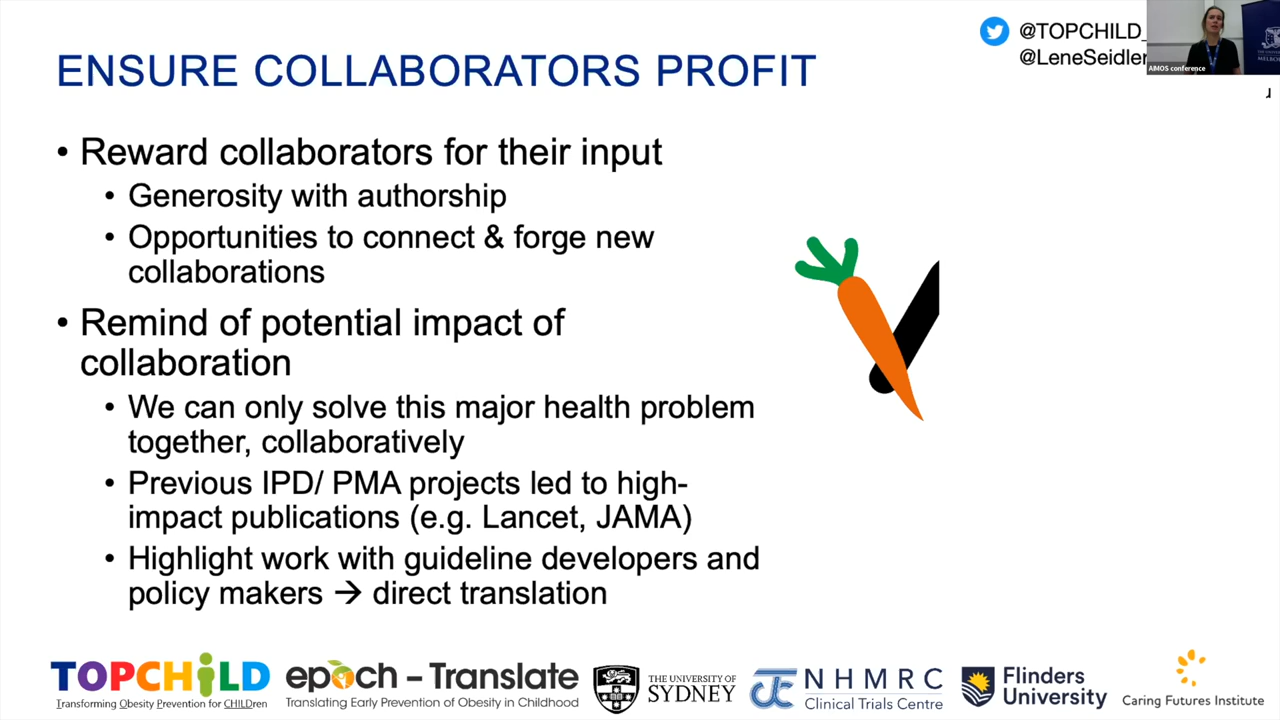 @TOPCHILD_
@LeneSeidler
AIMOS conference
ENSURE COLLABORATORS PROFIT
• Reward collaborators for their input
• Generosity with authorship
• Opportunities to connect & forge new
collaborations
• Remind of potential impact of
collaboration
• We can only solve this major health problem
together, collaboratively
• Previous IPD/ PMA projects led to high-
impact publications (e.g. Lancet, JAMA)
• Highlight work with guideline developers and
policy makers → direct translation
TOPCHiLD
Transforming Obesity Prevention for CHILDren
epoch – Translate
Translating Early Prevention of Obesity in Childhood
THE UNIVERSITY OF
SYDNEY
NHMRC
Clinical Trials Centre
Flinders
University
Caring Futures Institute